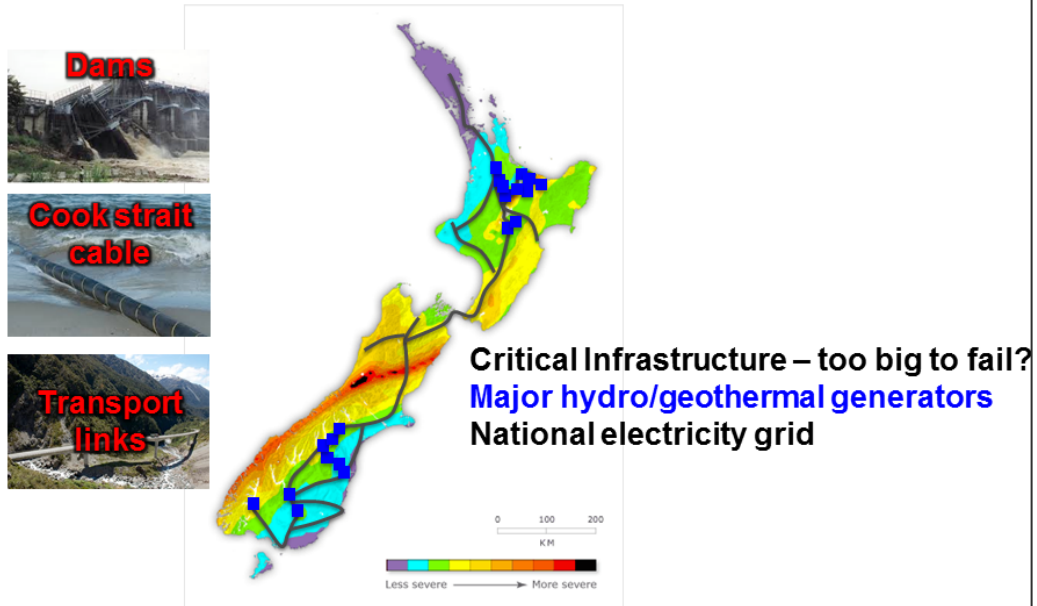 Dams
Cook strait
cable
Transport
links
Critical Infrastructure – too big to fail?
Major hydro/geothermal generators
National electricity grid
0 100 200
KM
Less severe More severe